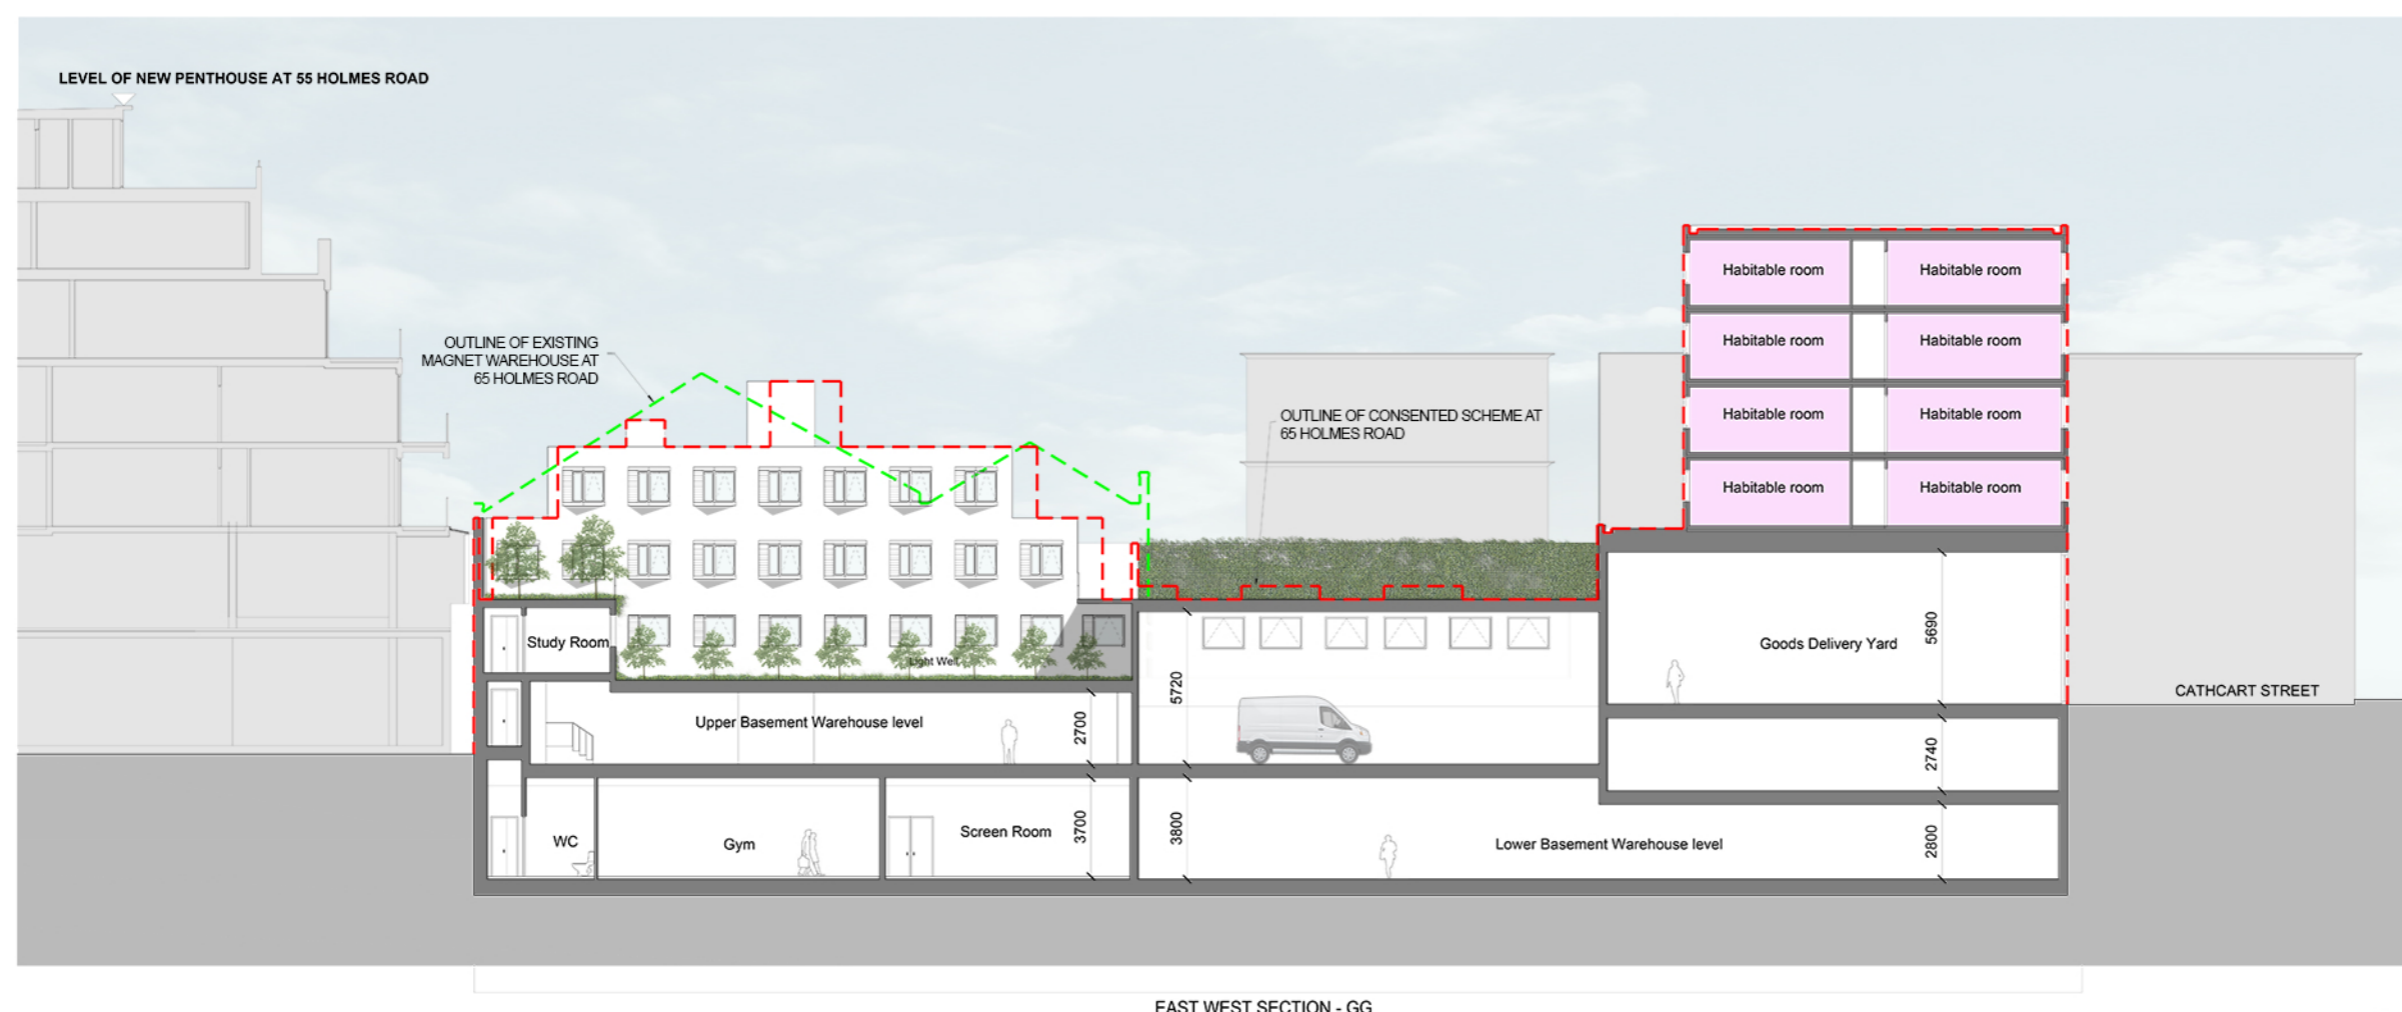 LEVEL OF NEW PENTHOUSE AT 55 HOLMES ROAD
OUTLINE OF EXISTING
MAGNET WAREHOUSE AT
65 HOLMES ROAD
OUTLINE OF CONSENTED SCHEME AT
65 HOLMES ROAD
Habitable room
Habitable room
Habitable room
Habitable room
Habitable room
Habitable room
Habitable room
Habitable room
Study Room
Light Well
Goods Delivery Yard
5690
CATHCART STREET
Upper Basement Warehouse level
2700
5720
2740
WC
Gym
Screen Room
3700
3800
Lower Basement Warehouse level
2800
EAST WEST SECTION - GG